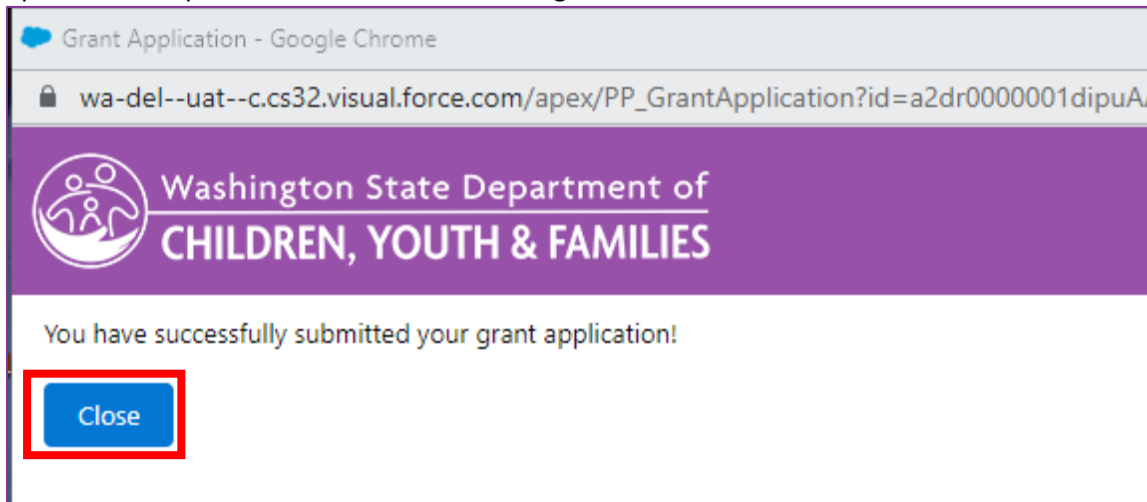 Grant Application - Google Chrome
wa-del--uat--c.cs32.visual.force.com/apex/PP_GrantApplication?id=a2dr0000001dipuA
Washington State Department of
CHILDREN, YOUTH & FAMILIES
You have successfully submitted your grant application!
Close